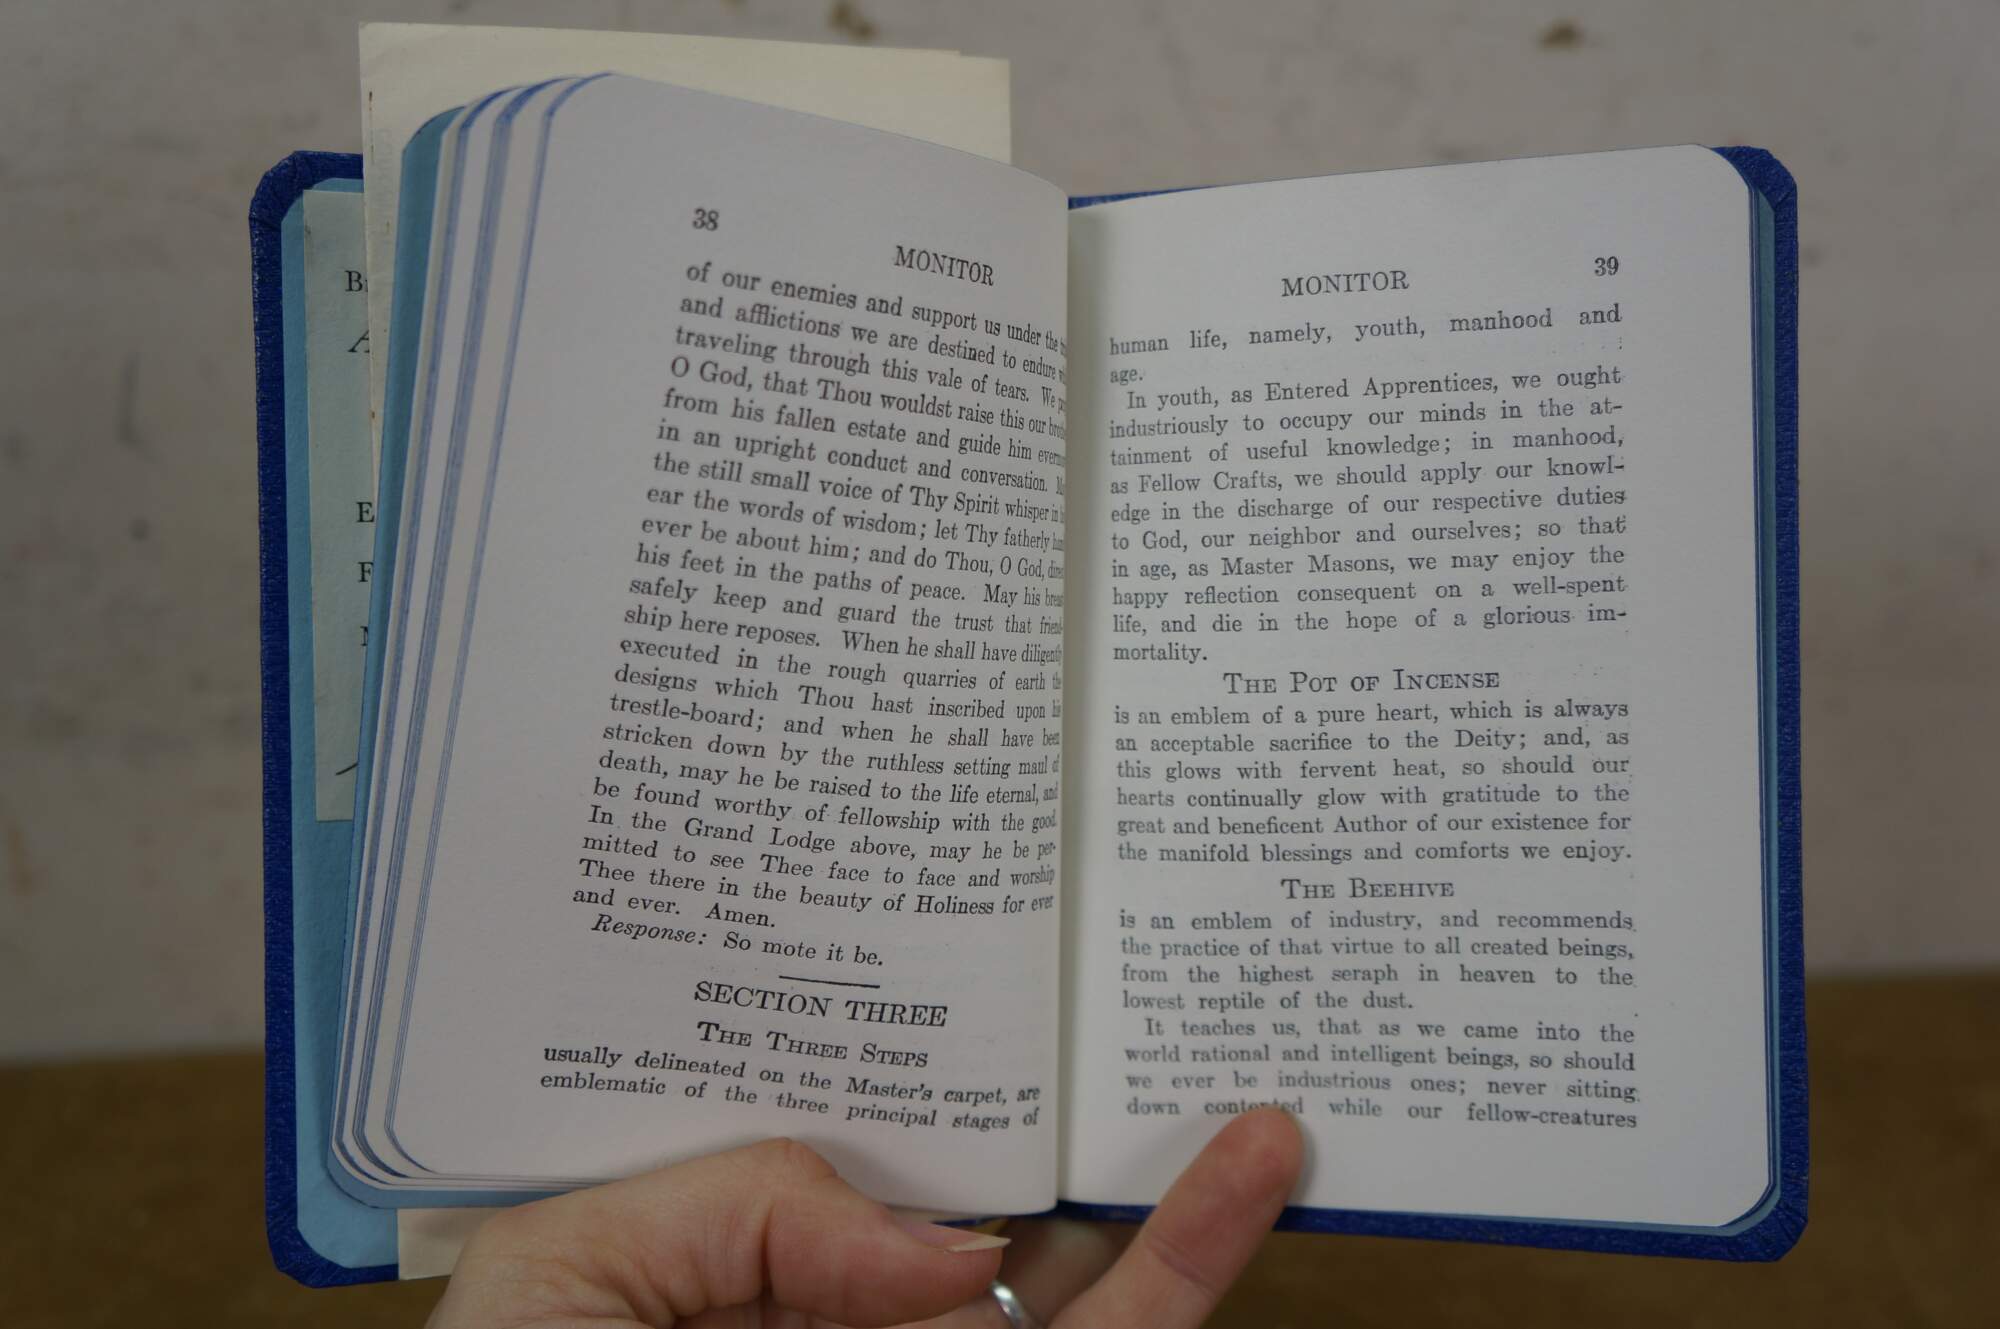 38
MONITOR
of our enemies and support us under the
and afflictions we are destined to endure
traveling through this vale of tears. We
O God, that Thou wouldst raise this our
from his fallen estate and guide him
in an upright conduct and conversation.
the still small voice of Thy Spirit whisper in
ear the words of wisdom; let Thy fatherly
ever be about him; and do Thou, O God,
his feet in the paths of peace. May his
safely keep and guard the trust that friend-
ship here reposes. When he shall have diligently
executed in the rough quarries of earth the
designs which Thou hast inscribed upon his
trestle-board; and when he shall have been
stricken down by the ruthless setting maul of
death, may he be raised to the life eternal, and
be found worthy of fellowship with the good.
In the Grand Lodge above, may he be per-
mitted to see Thee face to face and worship
Thee there in the beauty of Holiness for ever
and ever. Amen.
Response: So mote it be.
SECTION THREE
THE THREE STEPS
usually delineated on the Master's carpet, are
emblematic of the three principal stages of
MONITOR
39
human life, namely, youth, manhood and
age.
In youth, as Entered Apprentices, we ought
industriously to occupy our minds in the at-
tainment of useful knowledge; in manhood,
as Fellow Crafts, we should apply our knowl-
edge in the discharge of our respective duties
to God, our neighbor and ourselves; so that
in age, as Master Masons, we may enjoy the
happy reflection consequent on a well-spent
life, and die in the hope of a glorious im-
mortality.
THE POT OF INCENSE
is an emblem of a pure heart, which is always
an acceptable sacrifice to the Deity; and, as
this glows with fervent heat, so should our
hearts continually glow with gratitude to the
great and beneficent Author of our existence for
the manifold blessings and comforts we enjoy.
THE BEEHIVE
is an emblem of industry, and recommends
the practice of that virtue to all created beings,
from the highest seraph in heaven to the
lowest reptile of the dust.
It teaches us, that as we came into the
world rational and intelligent beings, so should
we ever be industrious ones; never sitting
down contented while our fellow-creatures